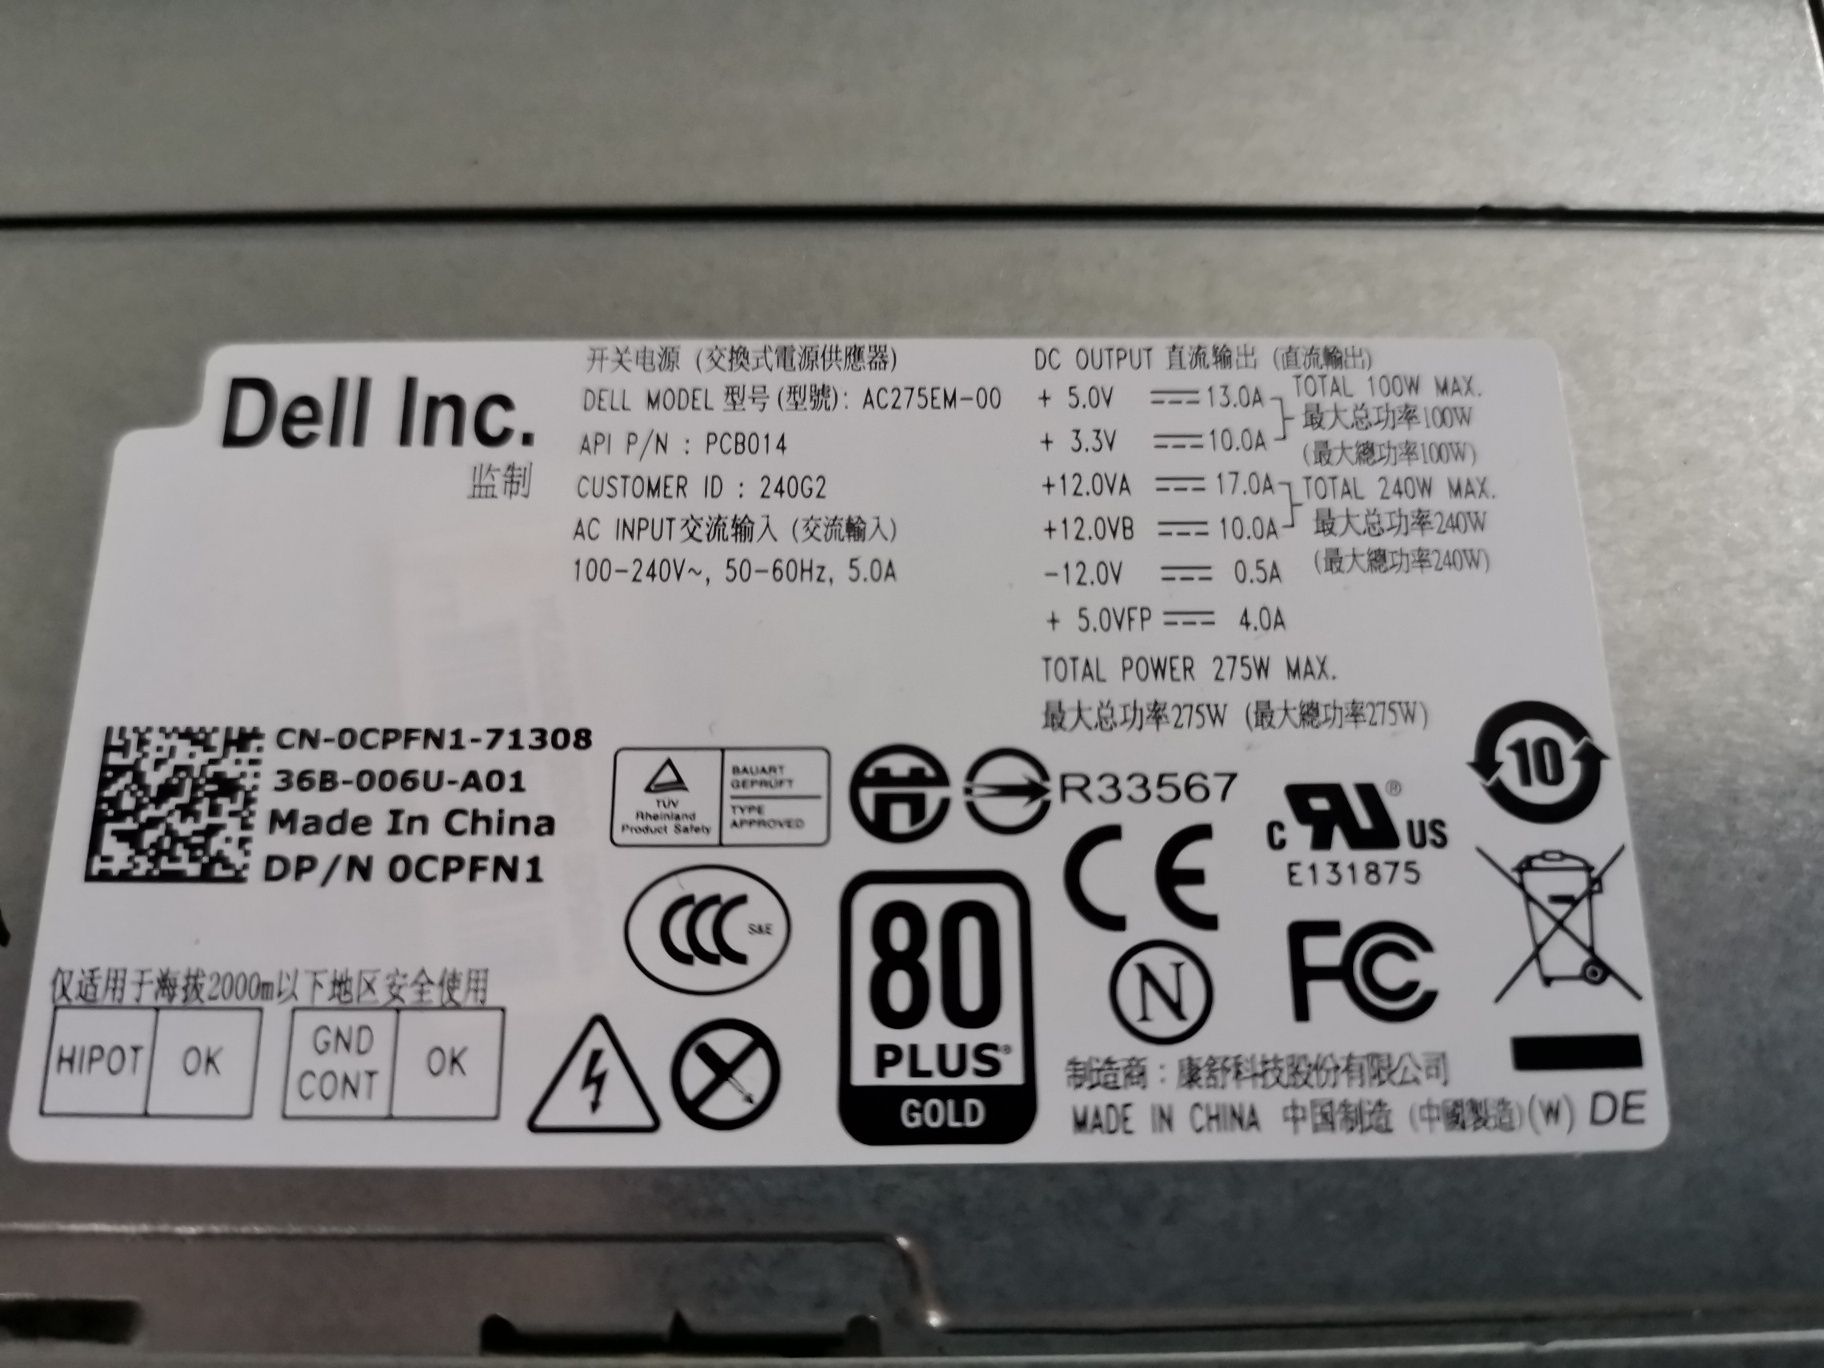 Dell Inc.
监制
开关电源 (交換式電源供應器)
DELL MODEL 型号(型號): AC275EM-00
API P/N : PCB014
CUSTOMER ID : 240G2
AC INPUT交流输入 (交流輸入)
100-240V~, 50-60Hz, 5.0A
DC OUTPUT 直流输出 (直流輸出)
+ 5.0V 13.0A
+ 3.3V 10.0A
TOTAL 100W MAX.
最大总功率100W
(最大總功率100W)
+12.0VA 17.0A
+12.0VB 10.0A
TOTAL 240W MAX.
最大总功率240W
(最大總功率240W)
-12.0V 0.5A
+ 5.0VFP 4.0A
TOTAL POWER 275W MAX.
最大总功率275W (最大總功率275W)
CN-0CPFN1-71308
36B-006U-A01
Made In China
DP/N 0CPFN1
TÜV
Rheinland
Product Safety
BAUART
GEPRÜFT
TYPE
APPROVED
R33567
10
c RU ® US
E131875
CCC S&E
80
PLUS®
GOLD
CE
N
FC
仅适用于海拔2000m以下地区安全使用
HIPOT OK
GND
CONT OK
制造商：康舒科技股份有限公司
MADE IN CHINA 中国制造 (中國製造)(W) DE